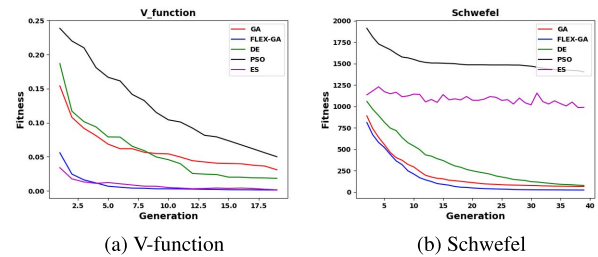 V_function
GA
FLEX-GA
DE
PSO
ES
Fitness
0.25
0.20
0.15
0.10
0.05
0.00
2.5 5.0 7.5 10.0 12.5 15.0 17.5
Generation
(a) V-function
Schwefel
GA
FLEX-GA
DE
PSO
ES
Fitness
2000
1750
1500
1250
1000
750
500
250
0
5 10 15 20 25 30 35 40
Generation
(b) Schwefel